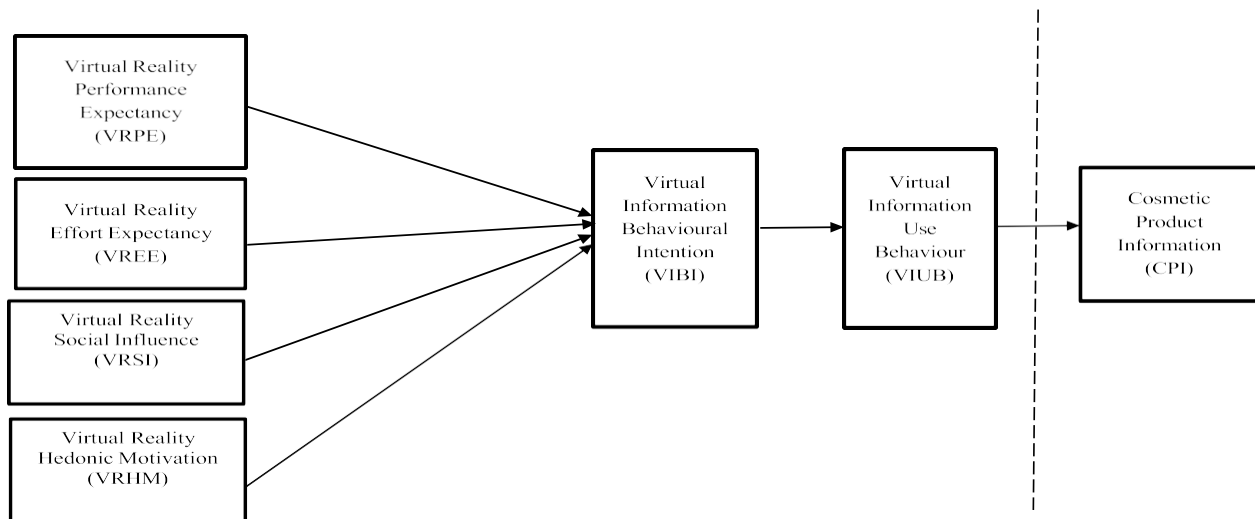 Virtual Reality
Performance
Expectancy
(VRPE)
Virtual Reality
Effort Expectancy
(VREE)
Virtual Reality
Social Influence
(VRSI)
Virtual Reality
Hedonic Motivation
(VRHM)
Virtual
Information
Behavioural
Intention
(VIBI)
Virtual
Information
Use
Behaviour
(VIUB)
Cosmetic
Product
Information
(CPI)